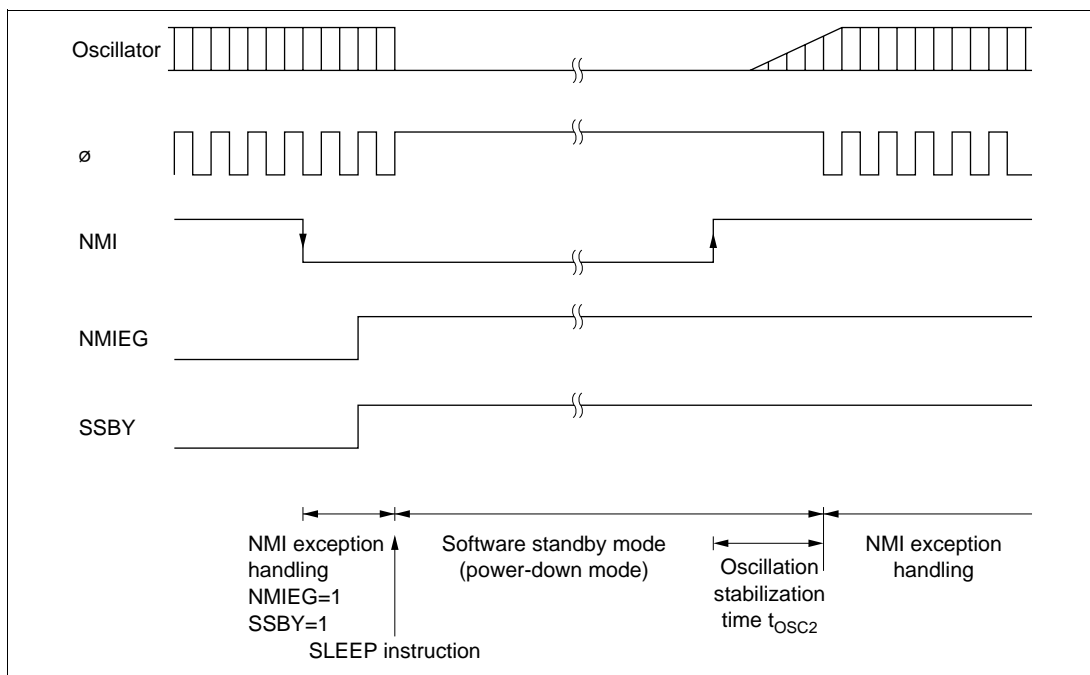 Oscillator
ø
NMI
NMIEG
SSBY
NMI exception
handling
NMIEG=1
SSBY=1
SLEEP instruction
Software standby mode
(power-down mode)
Oscillation
stabilization
time tOSC2
NMI exception
handling